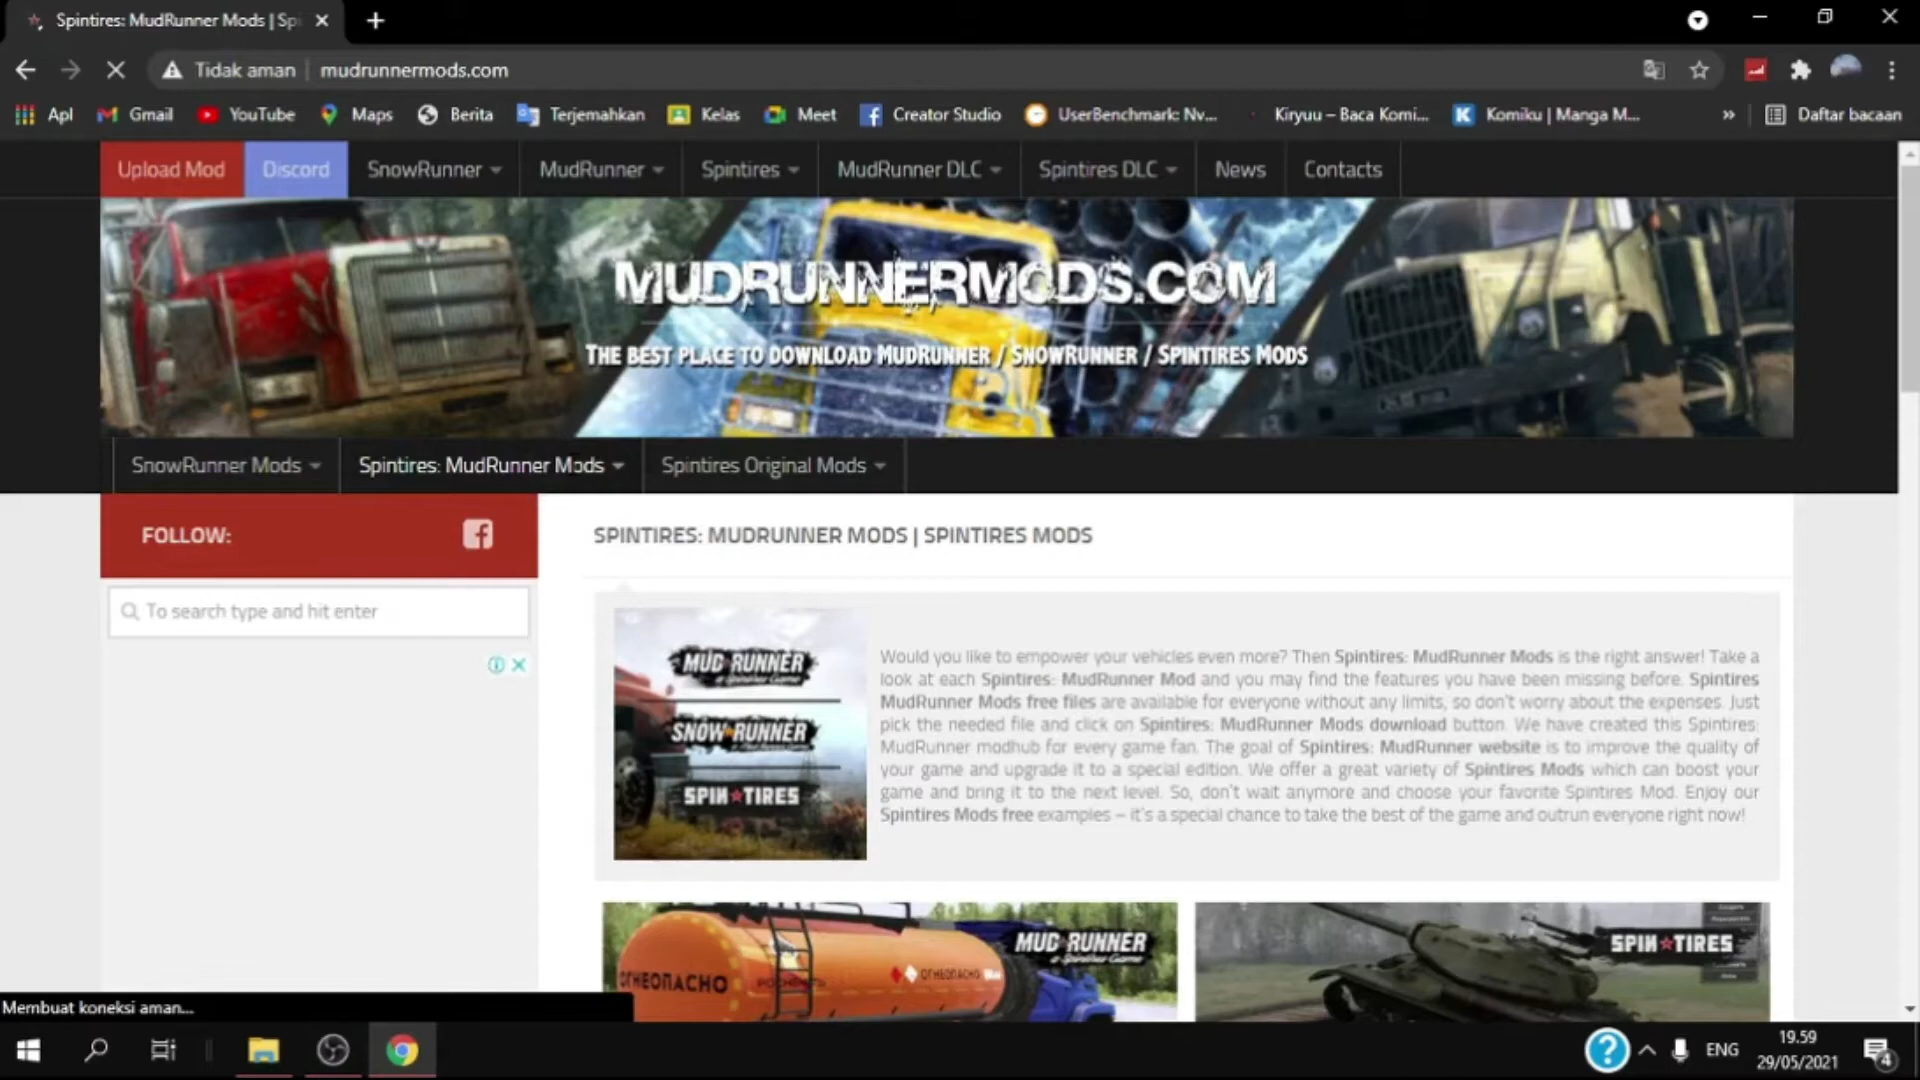 Spintires: MudRunner Mods | Spi
Tidak aman
mudrunnermods.com
Apl
Gmail
YouTube
Maps
Berita
Terjemahkan
Kelas
Meet
Creator Studio
UserBenchmark: Nv...
Kiryuu – Baca Komi...
Komiku | Manga M...
»
Daftar bacaan
Upload Mod
Discord
SnowRunner
MudRunner
Spintires
MudRunner DLC
Spintires DLC
News
Contacts
MUDRUNNERMODS.COM
THE BEST PLACE TO DOWNLOAD MUDRUNNER / SNOWRUNNER / SPINTIRES MODS
SnowRunner Mods
Spintires: MudRunner Mods
Spintires Original Mods
FOLLOW:
To search type and hit enter
SPINTIRES: MUDRUNNER MODS | SPINTIRES MODS
MUD RUNNER
a Spintires Game
SNOW RUNNER
SPINTIRES
Would you like to empower your vehicles even more? Then Spintires: MudRunner Mods is the right answer! Take a
look at each Spintires: MudRunner Mod and you may find the features you have been missing before. Spintires
MudRunner Mods free files are available for everyone without any limits, so don't worry about the expenses. Just
pick the needed file and click on Spintires: MudRunner Mods download button. We have created this Spintires:
MudRunner modhub for every game fan. The goal of Spintires: MudRunner website is to improve the quality of
your game and upgrade it to a special edition. We offer a great variety of Spintires Mods which can boost your
game and bring it to the next level. So, don't wait anymore and choose your favorite Spintires Mod. Enjoy our
Spintires Mods free examples – it's a special chance to take the best of the game and outrun everyone right now!
MUD RUNNER
a Spintires Game
ОГНЕОПАСНО
РОСНЕФТЬ
ОГНЕОПАСНО
SPINTIRES
Membuat koneksi aman...
ENG
19.59
29/05/2021
4